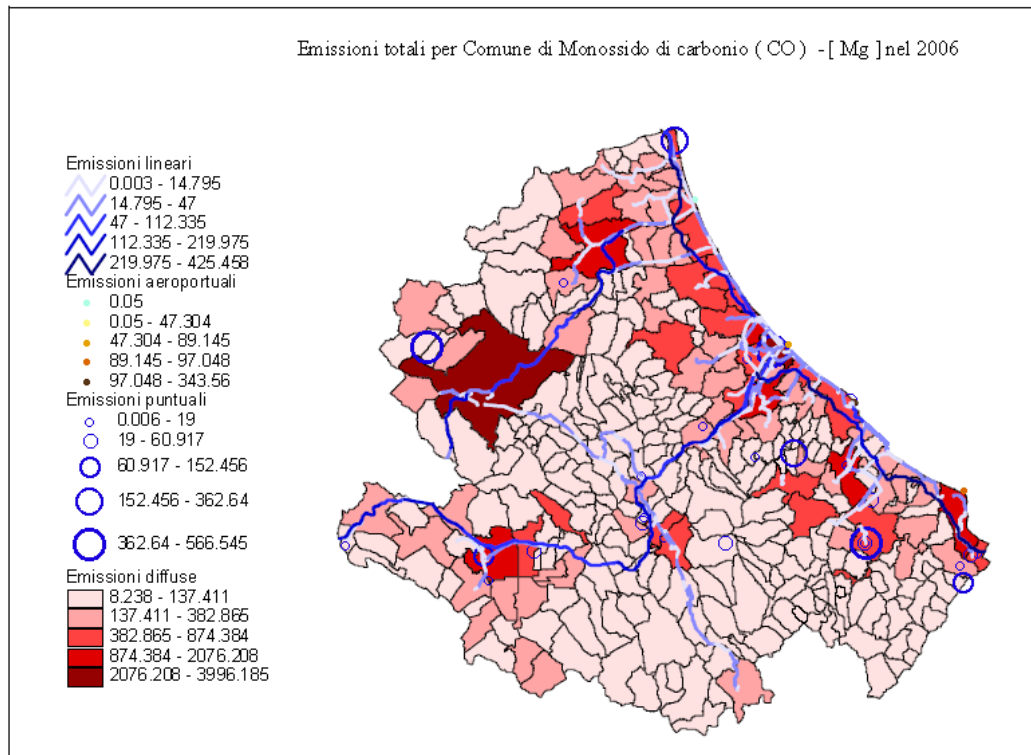 Emissioni totali per Comune di Monossido di carbonio ( CO ) - [ Mg ] nel 2006
Emissioni lineari
0.003 - 14.795
14.795 - 47
47 - 112.335
112.335 - 219.975
219.975 - 425.458
Emissioni aeroportuali
0.05
0.05 - 47.304
47.304 - 89.145
89.145 - 97.048
97.048 - 343.56
Emissioni puntuali
0.006 - 19
19 - 60.917
60.917 - 152.456
152.456 - 362.64
362.64 - 566.545
Emissioni diffuse
8.238 - 137.411
137.411 - 382.865
382.865 - 874.384
874.384 - 2076.208
2076.208 - 3996.185